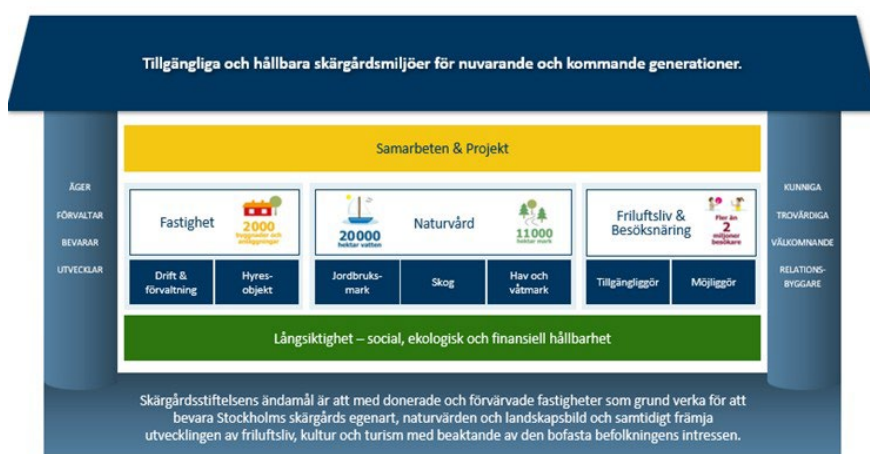 Tillgängliga och hållbara skärgårdsmiljöer för nuvarande och kommande generationer.
Samarbeten & Projekt
ÄGER
FÖRVALTAR
BEVARAR
UTVECKLAR
Fastighet
2000
byggnader och
anläggningar
Drift &
förvaltning
Hyres-
objekt
20000
hektar vatten
Naturvård
11000
hektar mark
Jordbruks-
mark
Skog
Hav och
våtmark
Friluftsliv &
Besöksnäring
Fler än
2
miljoner
besökare
Tillgängliggör
Möjliggör
KUNNIGA
TROVÄRDIGA
VÄLKOMNANDE
RELATIONS-
BYGGARE
Långsiktighet – social, ekologisk och finansiell hållbarhet
Skärgårdsstiftelsens ändamål är att med donerade och förvärvade fastigheter som grund verka för att
bevara Stockholms skärgårds egenart, naturvärden och landskapsbild och samtidigt främja
utvecklingen av friluftsliv, kultur och turism med beaktande av den bofasta befolkningens intressen.